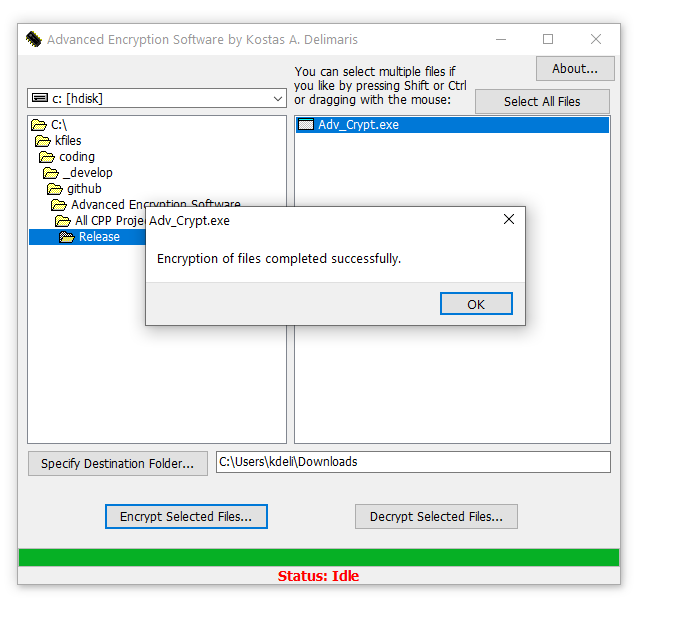 Advanced Encryption Software by Kostas A. Delimaris
About...
You can select multiple files if
you like by pressing Shift or Ctrl
or dragging with the mouse:
c: [hdisk]
Select All Files
C:\
kfiles
coding
_develop
github
Advanced Encryption Software
All CPP Proje
Release
Adv_Crypt.exe
Adv_Crypt.exe
Encryption of files completed successfully.
OK
Specify Destination Folder...
C:\Users\kdeli\Downloads
Encrypt Selected Files...
Decrypt Selected Files...
Status: Idle